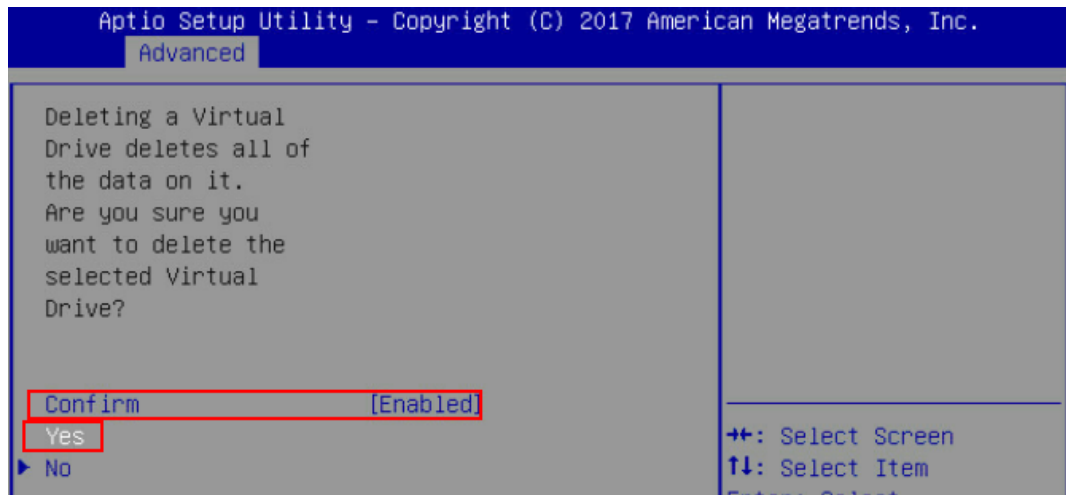 Aptio Setup Utility – Copyright (C) 2017 American Megatrends, Inc.
Advanced
Deleting a Virtual
Drive deletes all of
the data on it.
Are you sure you
want to delete the
selected Virtual
Drive?
Confirm [Enabled]
Yes
No
→←: Select Screen
↑↓: Select Item
Enter: Select